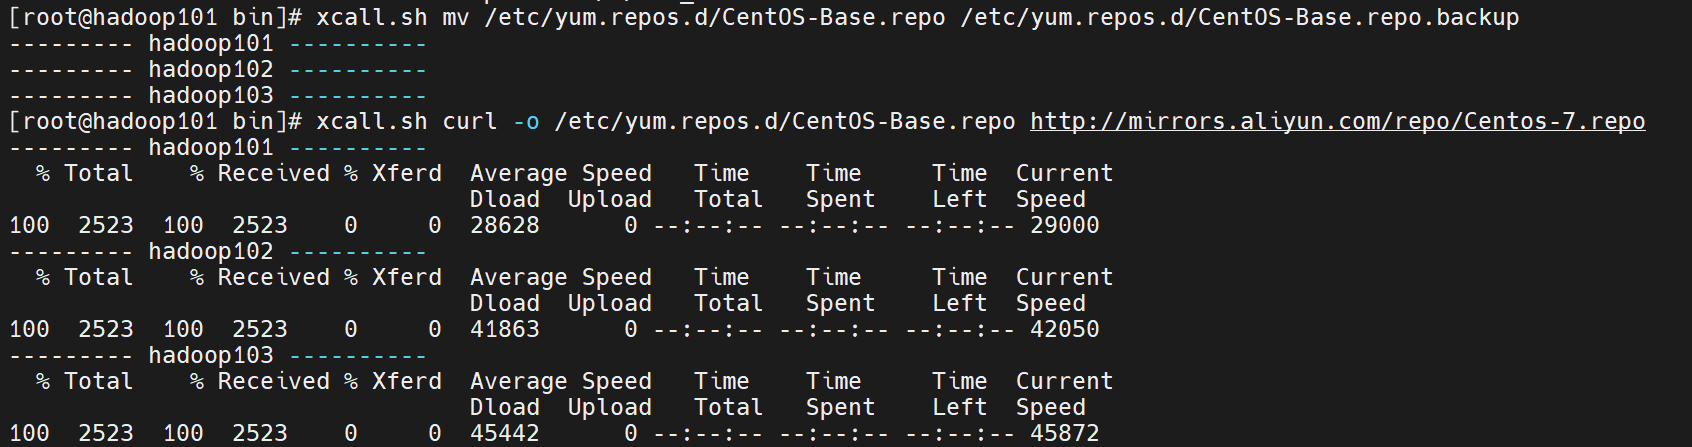 [root@hadoop101 bin]# xcall.sh mv /etc/yum.repos.d/CentOS-Base.repo /etc/yum.repos.d/CentOS-Base.repo.backup
--------- hadoop101 ----------
--------- hadoop102 ----------
--------- hadoop103 ----------
[root@hadoop101 bin]# xcall.sh curl -o /etc/yum.repos.d/CentOS-Base.repo http://mirrors.aliyun.com/repo/Centos-7.repo
--------- hadoop101 ----------
  % Total    % Received % Xferd  Average Speed   Time    Time     Time  Current
                                 Dload  Upload   Total   Spent    Left  Speed
100  2523  100  2523    0     0  28628      0 --:--:-- --:--:-- --:--:-- 29000
--------- hadoop102 ----------
  % Total    % Received % Xferd  Average Speed   Time    Time     Time  Current
                                 Dload  Upload   Total   Spent    Left  Speed
100  2523  100  2523    0     0  41863      0 --:--:-- --:--:-- --:--:-- 42050
--------- hadoop103 ----------
  % Total    % Received % Xferd  Average Speed   Time    Time     Time  Current
                                 Dload  Upload   Total   Spent    Left  Speed
100  2523  100  2523    0     0  45442      0 --:--:-- --:--:-- --:--:-- 45872